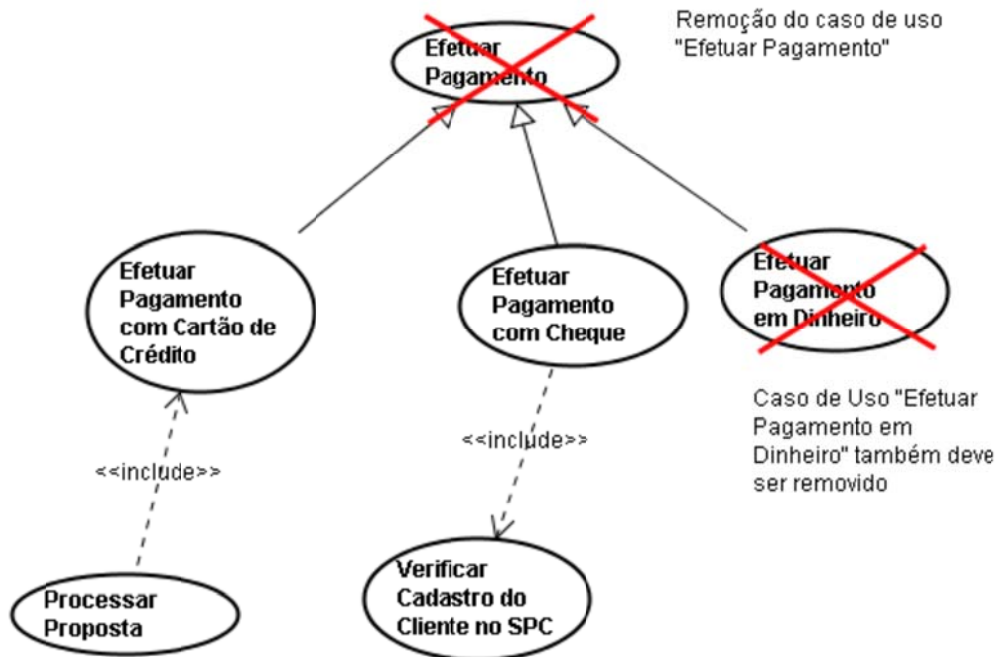 Efetuar
Pagamento
Remoção do caso de uso
"Efetuar Pagamento"
Efetuar
Pagamento
com Cartão de
Crédito
Efetuar
Pagamento
com Cheque
Efetuar
Pagamento
em Dinheiro
Caso de Uso "Efetuar
Pagamento em
Dinheiro" também deve
ser removido
<<include>>
<<include>>
Processar
Proposta
Verificar
Cadastro do
Cliente no SPC